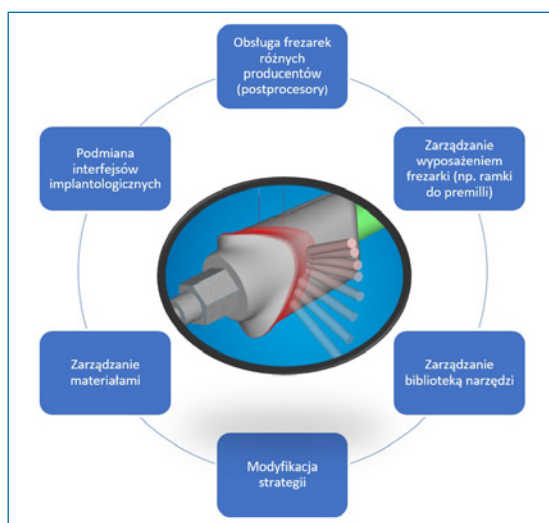 Obsługa frezarek
różnych
producentów
(postprocesory)
Zarządzanie
wyposażeniem
frezarki (np. ramki
do premilli)
Zarządzanie
biblioteką narzędzi
Modyfikacja
strategii
Zarządzanie
materiałami
Podmiana
interfejsów
implantologicznych